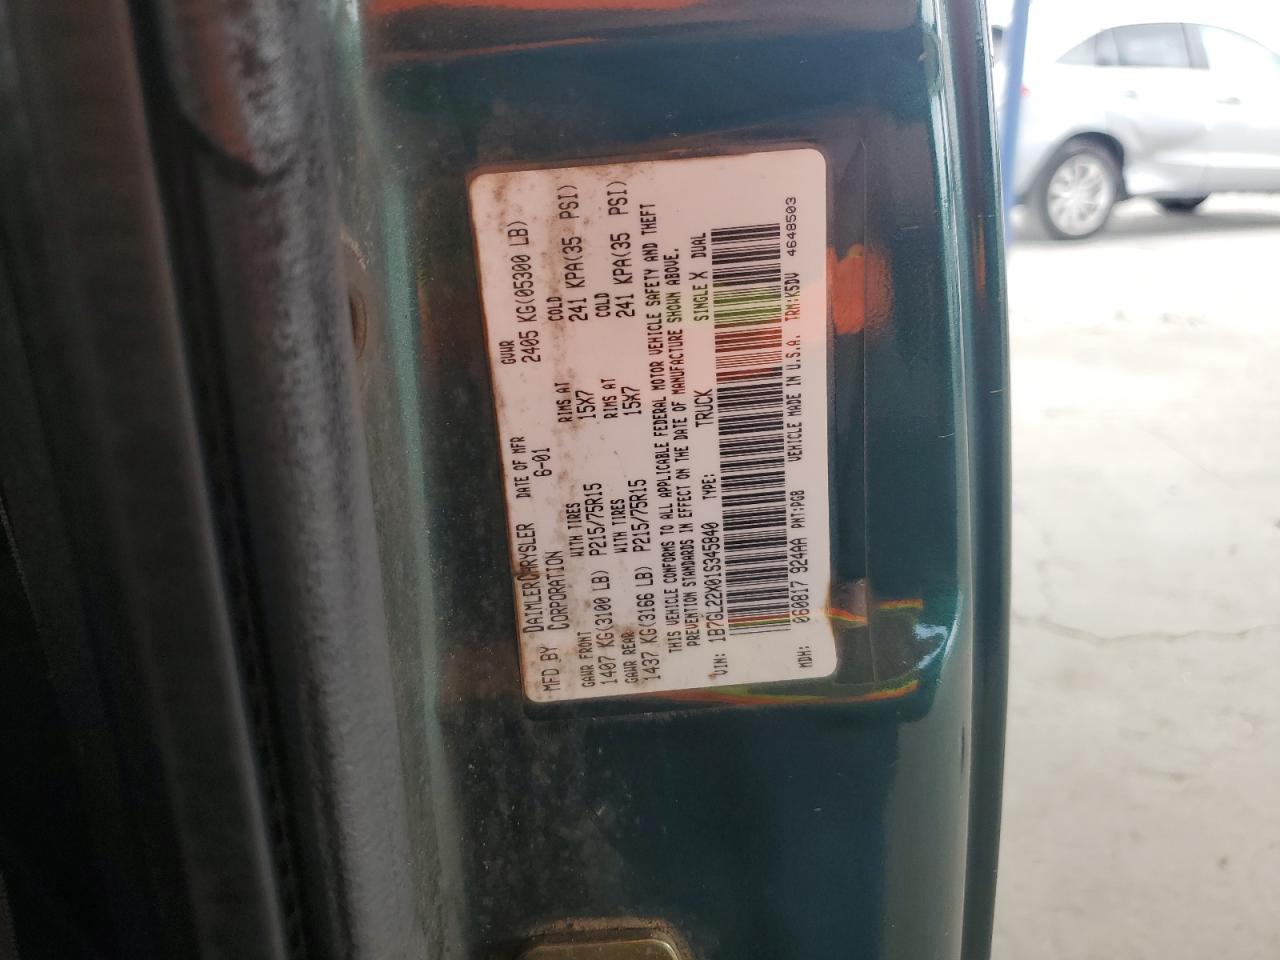 MFD BY DAIMLERCHRYSLER CORPORATION DATE OF MFR 6-01 GVWR 2405 KG(05300 LB)
GAWR FRONT WITH TIRES RIMS AT COLD
1407 KG(3100 LB) P215/75R15 15X7 241 KPA(35 PSI)
GAWR REAR WITH TIRES RIMS AT COLD
1437 KG(3166 LB) P215/75R15 15X7 241 KPA(35 PSI)
THIS VEHICLE CONFORMS TO ALL APPLICABLE FEDERAL MOTOR VEHICLE SAFETY AND THEFT
PREVENTION STANDARDS IN EFFECT ON THE DATE OF MANUFACTURE SHOWN ABOVE.
VIN: 1B7GL22X01S345840 TYPE: TRUCK SINGLE X DUAL
MDH: 060817 924AA PNT:PG8 VEHICLE MADE IN U.S.A. TRM:K5DV 4648503